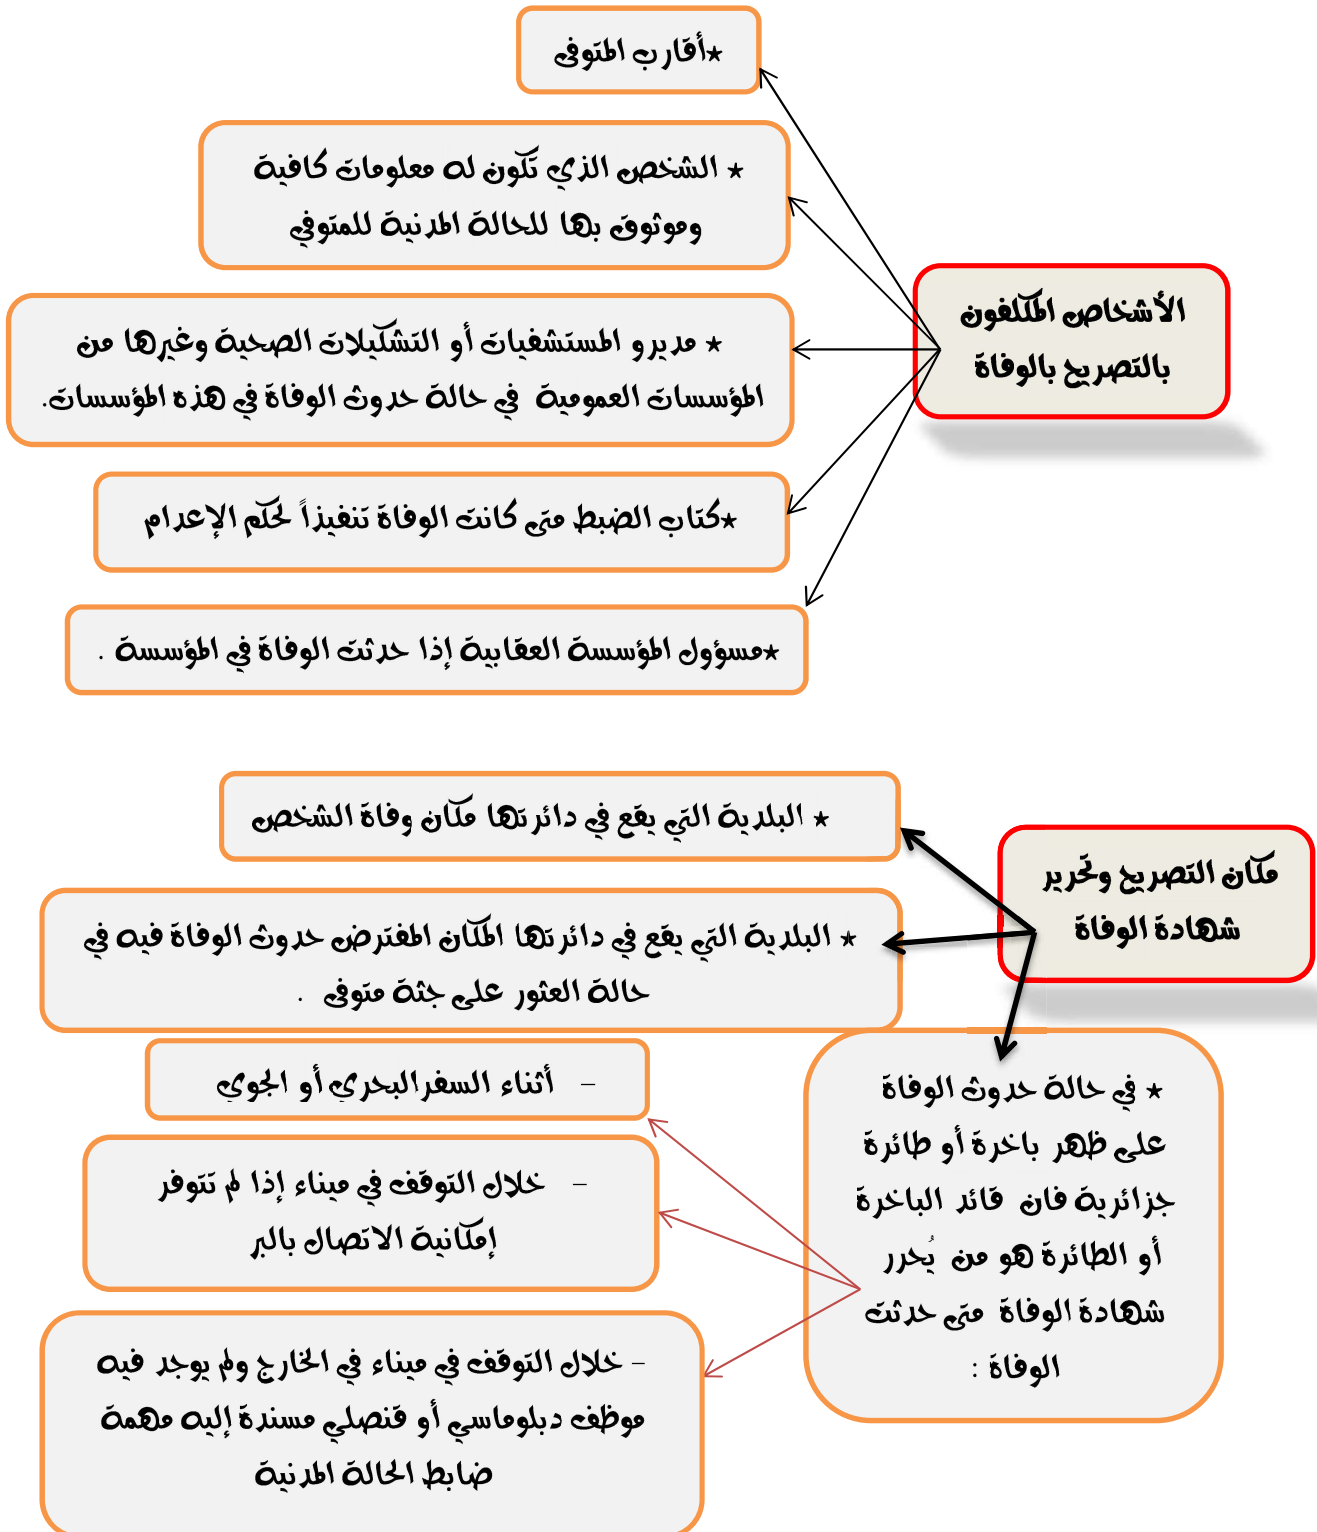 الأشخاص المكلفون
بالتصريح بالوفاة
*أقارب المتوفى
* الشخص الذي تكون له معلومات كافية
وموثوق بها للحالة المدنية للمتوفي
* مديرو المستشفيات أو التشكيلات الصحية وغيرها من
المؤسسات العمومية في حالة حدوث الوفاة في هذه المؤسسات.
*كتاب الضبط متى كانت الوفاة تنفيذاً لحكم الإعدام
*مسؤول المؤسسة العقابية إذا حدثت الوفاة في المؤسسة .
مكان التصريح وتحرير
شهادة الوفاة
* البلدية التي يقع في دائرتها مكان وفاة الشخص
* البلدية التي يقع في دائرتها المكان المفترض حدوث الوفاة فيه في
حالة العثور على جثة متوفى .
* في حالة حدوث الوفاة
على ظهر باخرة أو طائرة
جزائرية فان قائد الباخرة
أو الطائرة هو من يُحرر
شهادة الوفاة متى حدثت
الوفاة :
- أثناء السفرالبحري أو الجوي
- خلال التوقف في ميناء إذا لم تتوفر
إمكانية الاتصال بالبر
- خلال التوقف في ميناء في الخارج ولم يوجد فيه
موظف دبلوماسي أو قنصلي مسندة إليه مهمة
ضابط الحالة المدنية